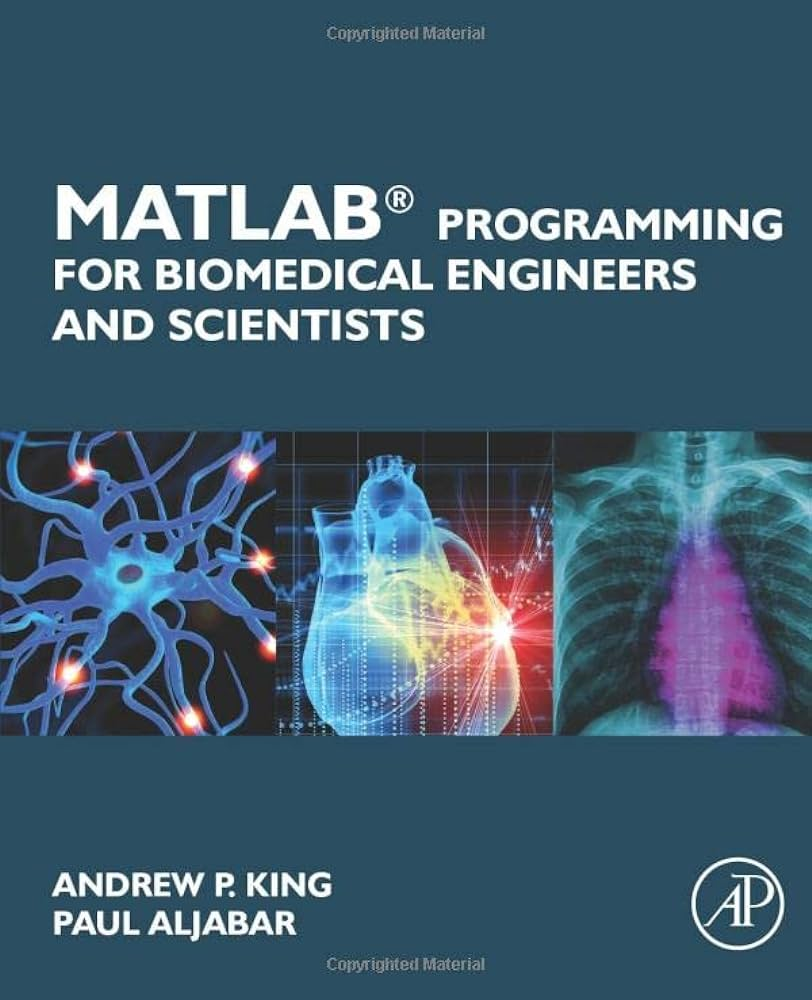 Copyrighted Material
MATLAB® PROGRAMMING
FOR BIOMEDICAL ENGINEERS
AND SCIENTISTS
ANDREW P. KING
PAUL ALJABAR
AP
Copyrighted Material